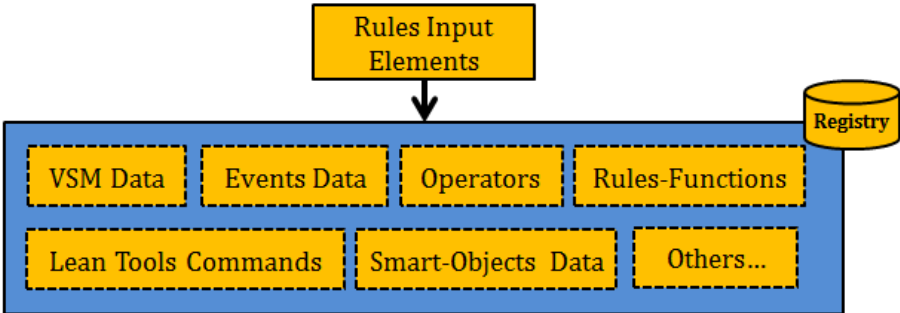 Rules Input
Elements
Registry
VSM Data
Events Data
Operators
Rules-Functions
Lean Tools Commands
Smart-Objects Data
Others...